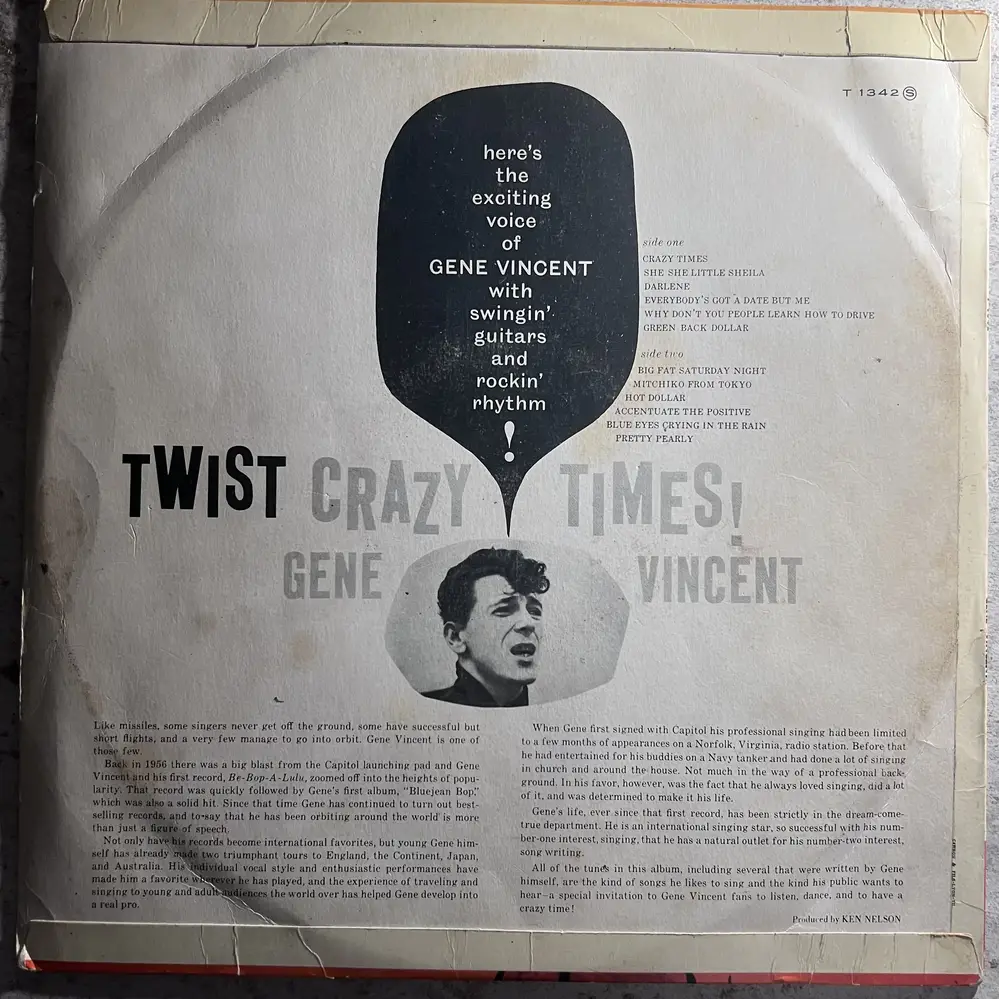 T 1342 S
here's
the
exciting
voice
of
GENE VINCENT
with
swingin'
guitars
and
rockin'
rhythm
!
side one
CRAZY TIMES
SHE SHE LITTLE SHEILA
DARLENE
EVERYBODY'S GOT A DATE BUT ME
WHY DON'T YOU PEOPLE LEARN HOW TO DRIVE
GREEN BACK DOLLAR
side two
BIG FAT SATURDAY NIGHT
MITCHIKO FROM TOKYO
HOT DOLLAR
ACCENTUATE THE POSITIVE
BLUE EYES CRYING IN THE RAIN
PRETTY PEARLY
TWIST CRAZY TIMES!
GENE VINCENT
Like missiles, some singers never get off the ground, some have successful but
short flights, and a very few manage to go into orbit. Gene Vincent is one of
those few.
Back in 1956 there was a big blast from the Capitol launching pad and Gene
Vincent and his first record, Be-Bop-A-Lulu, zoomed off into the heights of popu-
larity. That record was quickly followed by Gene's first album, "Bluejean Bop,"
which was also a solid hit. Since that time Gene has continued to turn out best-
selling records, and to say that he has been orbiting around the world is more
than just a figure of speech.
Not only have his records become international favorites, but young Gene him-
self has already made two triumphant tours to England, the Continent, Japan,
and Australia. His individual vocal style and enthusiastic performances have
made him a favorite wherever he has played, and the experience of traveling and
singing to young and adult audiences the world over has helped Gene develop into
a real pro.
When Gene first signed with Capitol his professional singing had been limited
to a few months of appearances on a Norfolk, Virginia, radio station. Before that
he had entertained for his buddies on a Navy tanker and had done a lot of singing
in church and around the house. Not much in the way of a professional back-
ground. In his favor, however, was the fact that he always loved singing, did a lot
of it, and was determined to make it his life.
Gene's life, ever since that first record, has been strictly in the dream-come-
true department. He is an international singing star, so successful with his num-
ber-one interest, singing, that he has a natural outlet for his number-two interest,
song writing.
All of the tunes in this album, including several that were written by Gene
himself, are the kind of songs he likes to sing and the kind his public wants to
hear—a special invitation to Gene Vincent fans to listen, dance, and to have a
crazy time!
Produced by KEN NELSON